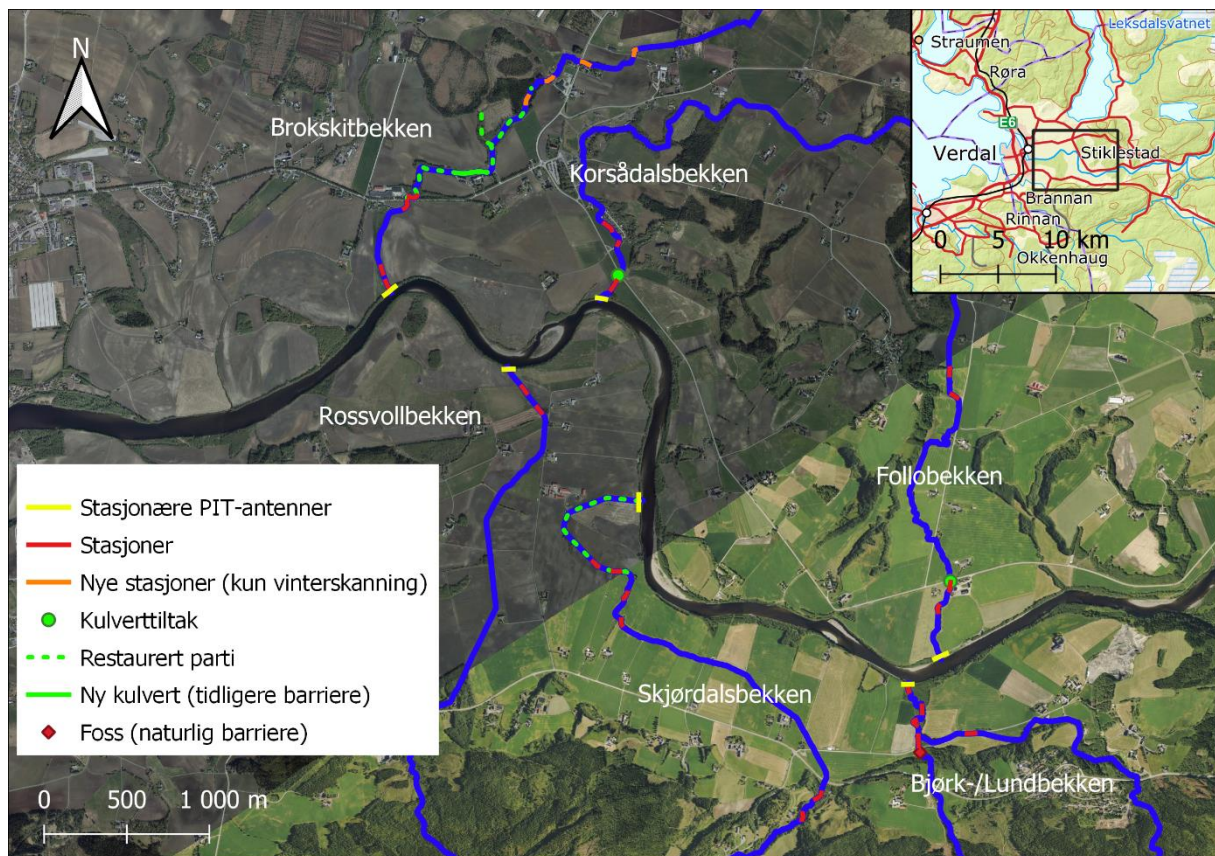 N
Brokskitbekken
Korsådalsbekken
Rossvollbekken
Follobekken
Skjørdalsbekken
Bjørk-/Lundbekken
Leksdalsvatnet
Straumen
Røra
E6
Verdal
Stiklestad
Brannan
Rinnan
0 5 10 km
Okkenhaug
Stasjonære PIT-antenner
Stasjoner
Nye stasjoner (kun vinterskanning)
Kulverttiltak
Restaurert parti
Ny kulvert (tidligere barriere)
Foss (naturlig barriere)
0 500 1 000 m